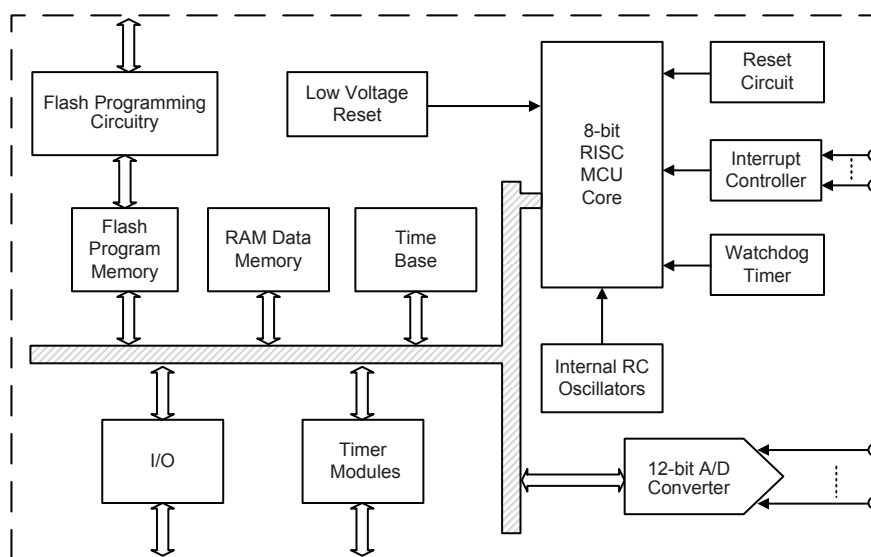 Flash Programming
Circuitry
Low Voltage
Reset
8-bit
RISC
MCU
Core
Reset
Circuit
Interrupt
Controller
Watchdog
Timer
Flash
Program
Memory
RAM Data
Memory
Time
Base
Internal RC
Oscillators
I/O
Timer
Modules
12-bit A/D
Converter